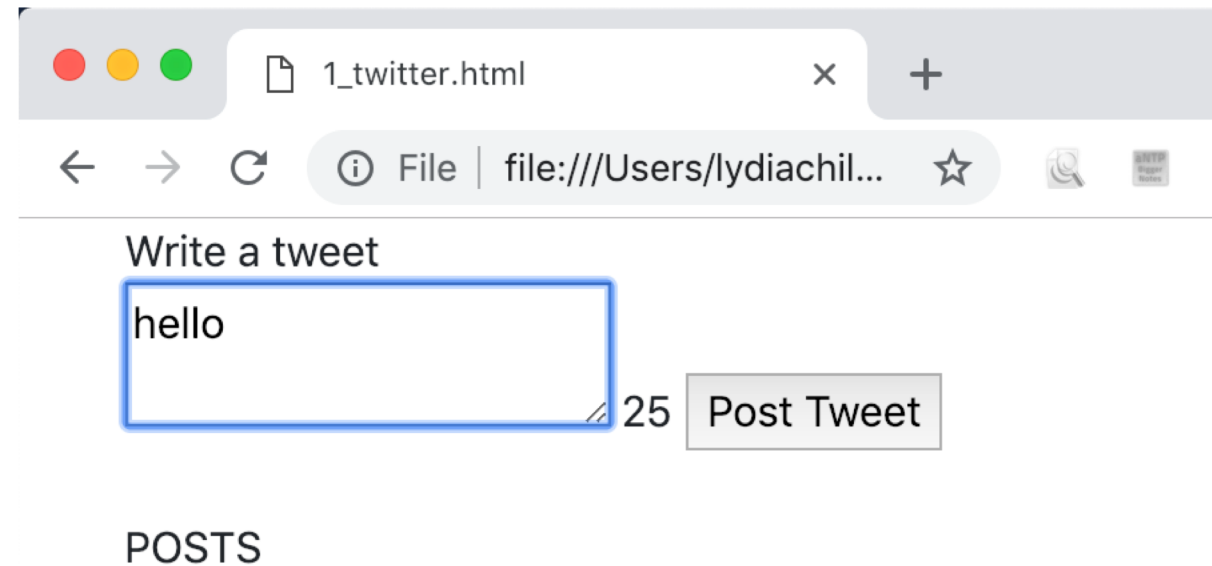 1_twitter.html
File file:///Users/lydiachil...
Write a tweet
hello
25 Post Tweet
POSTS